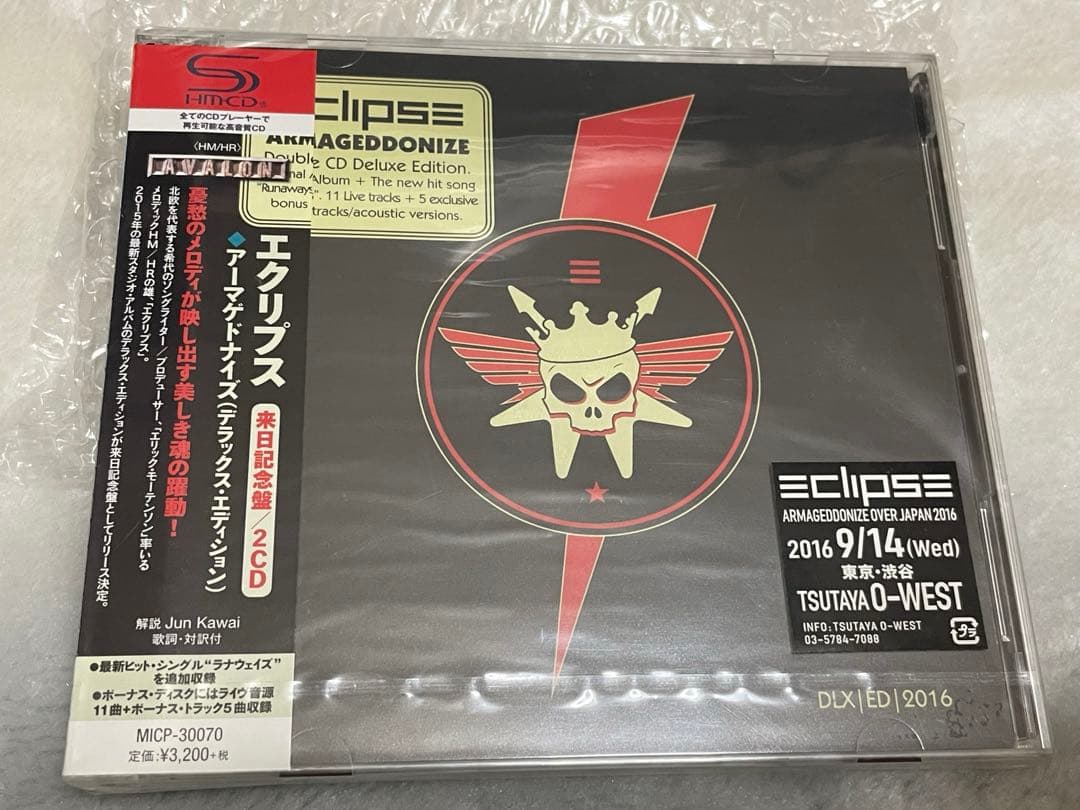 SHM-CD
全てのCDプレーヤーで
再生可能な高音質CD
〈HM/HR〉
AVALON
エクリプス
◆アーマゲドナイズ(デラックス・エディション)
来日記念盤/2CD
憂愁のメロディが映し出す美しき魂の躍動!
北欧を代表する希代のソングライター/プロデューサー、「エリック・モーテンソン」率いる
メロディックHM/HRの雄、「エクリプス」。
2015年の最新スタジオ・アルバムのデラックス・エディションが来日記念盤としてリリース決定。
解説 Jun Kawai
歌詞・対訳付
●最新ヒット・シングル“ラナウェイズ”
を追加収録
●ボーナス・ディスクにはライヴ音源
11曲+ボーナス・トラック5曲収録
MICP-30070
定価:¥3,200+税
eclipse
ARMAGEDDONIZE
Double CD Deluxe Edition.
Album + The new hit song
"Runaways". 11 Live tracks + 5 exclusive
bonus tracks/acoustic versions.
ECLIPSE
ARMAGEDDONIZE OVER JAPAN 2016
2016 9/14(Wed)
東京・渋谷
TSUTAYA O-WEST
INFO:TSUTAYA O-WEST
03-5784-7088
プラ
DLX|ED|2016